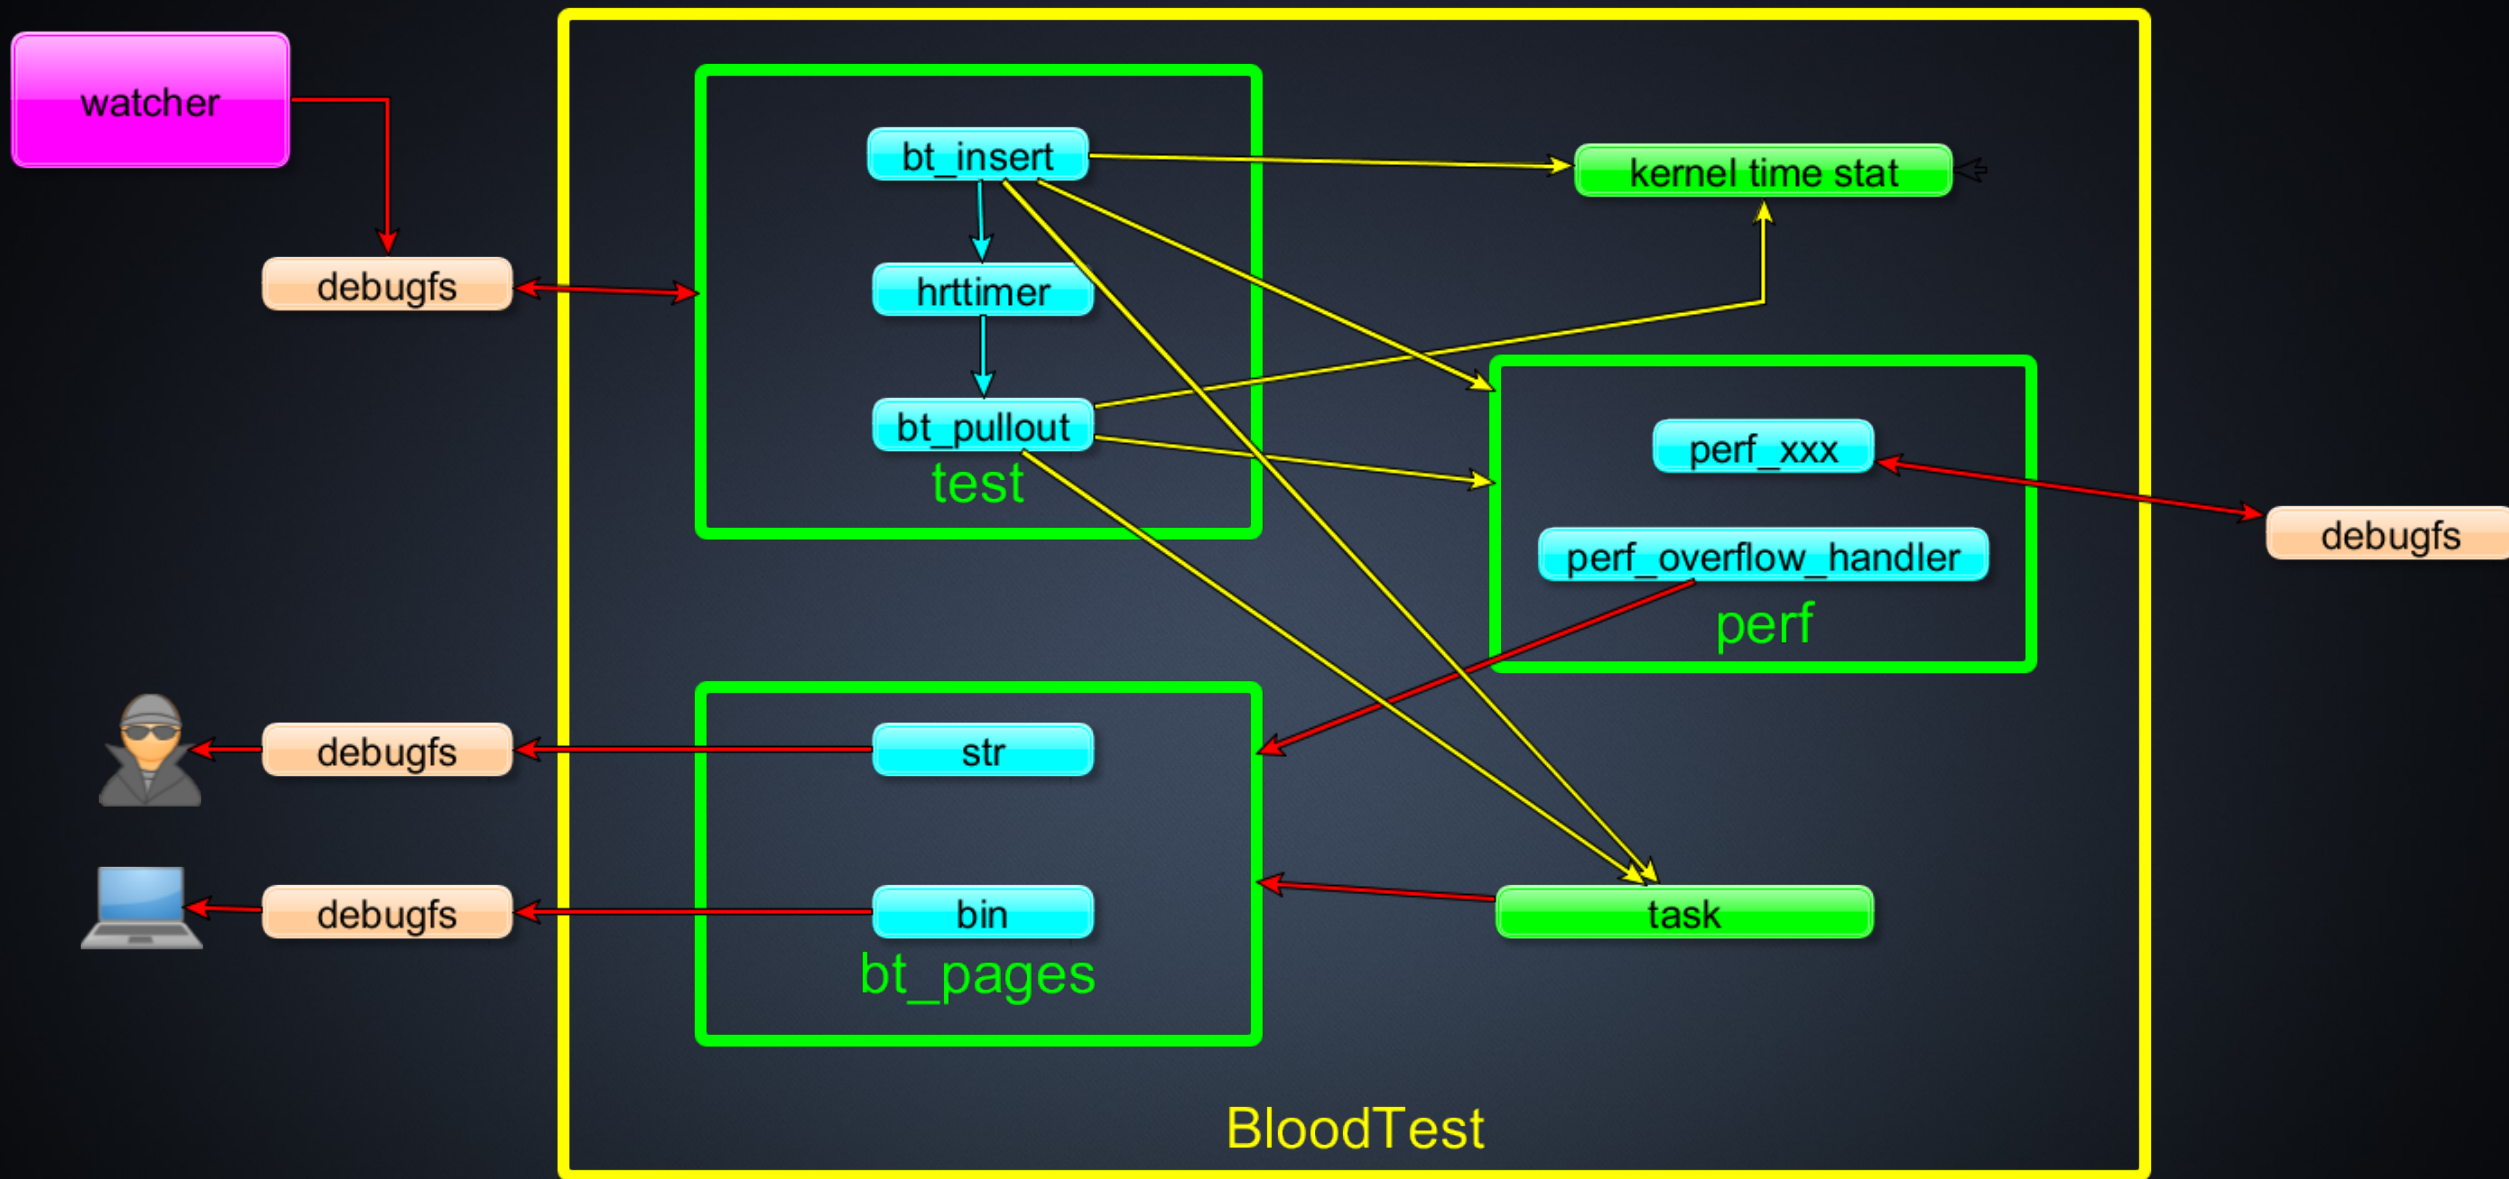 watcher
bt_insert
kernel time stat
debugfs
hrttimer
bt_pullout
test
perf_xxx
debugfs
perf_overflow_handler
perf
debugfs
str
debugfs
bin
task
bt_pages
BloodTest